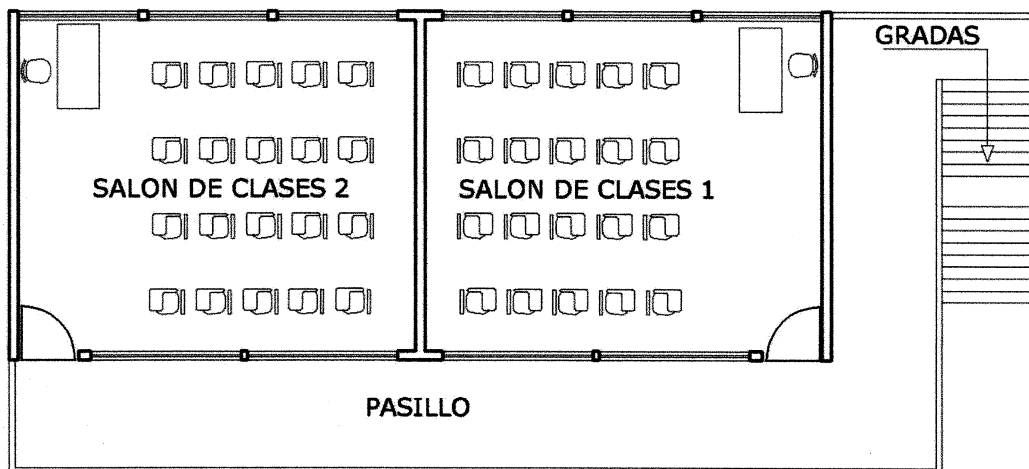 GRADAS
SALON DE CLASES 2
SALON DE CLASES 1
PASILLO